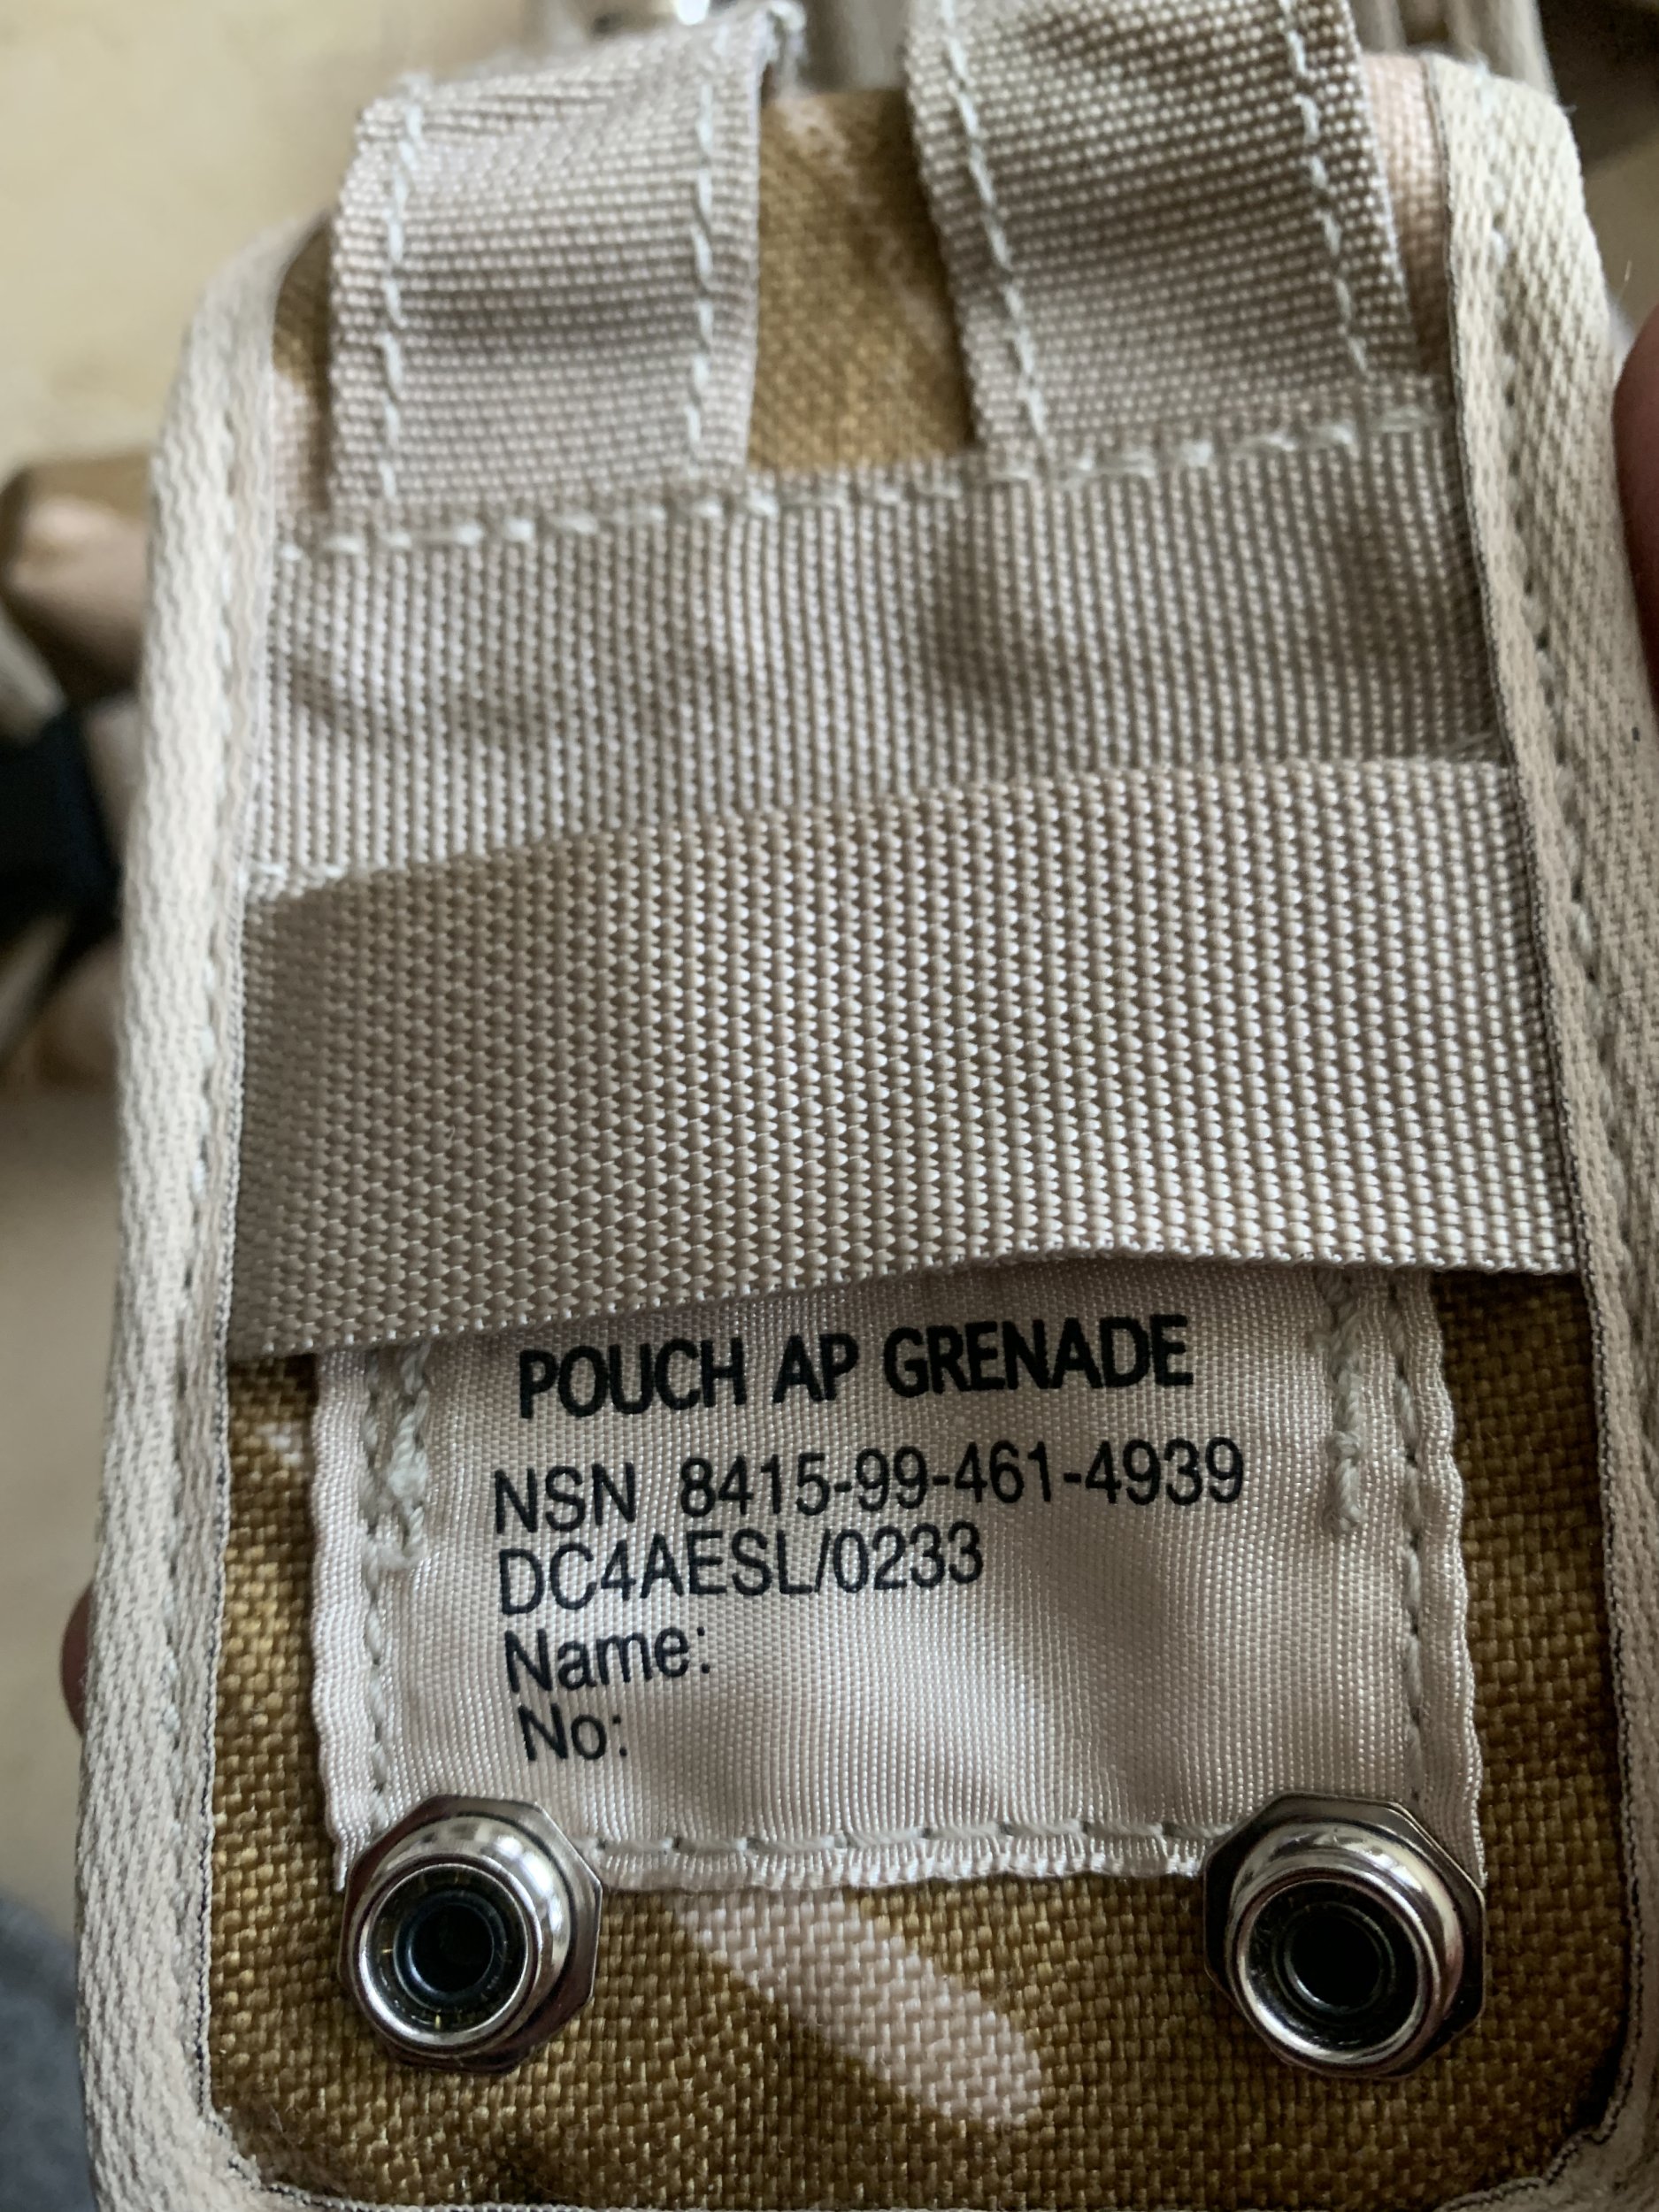 POUCH AP GRENADE
NSN 8415-99-461-4939
DC4AESL/0233
Name:
No: